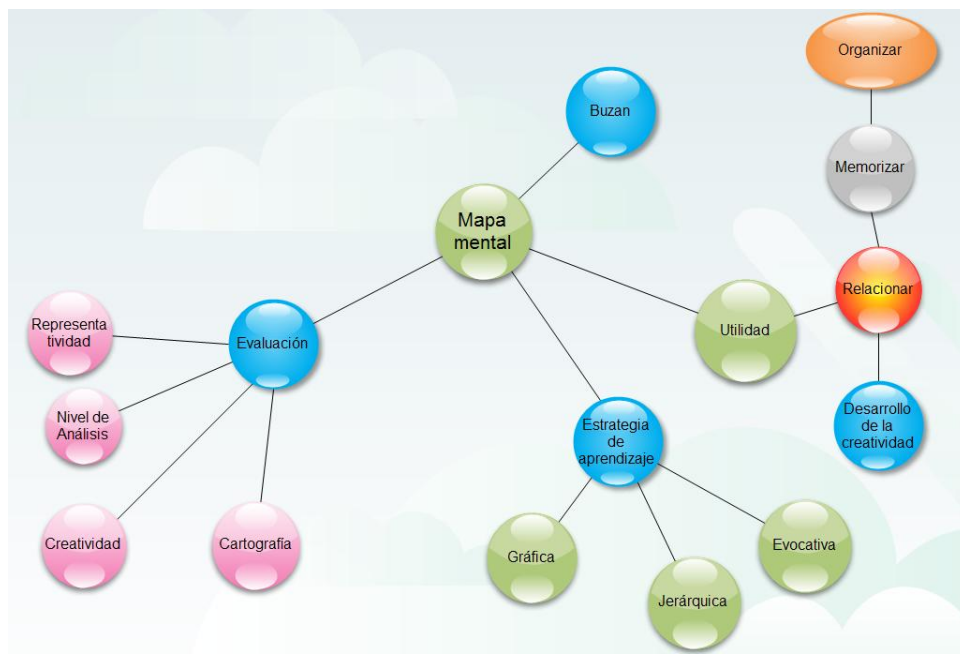 Organizar
Buzan
Memorizar
Mapa
mental
Relacionar
Representa
tividad
Evaluación
Utilidad
Nivel de
Análisis
Estrategia
de
aprendizaje
Desarrollo
de la
creatividad
Creatividad
Cartografía
Gráfica
Evocativa
Jerárquica